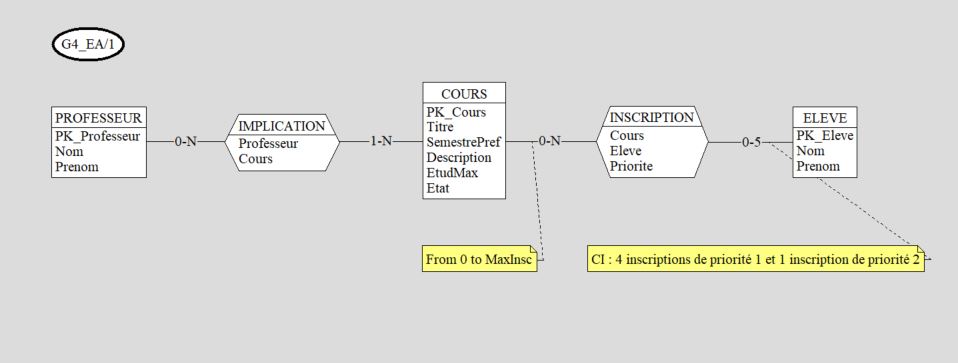 G4_EA/1
PROFESSEUR
PK_Professeur
Nom
Prenom
0-N
IMPLICATION
Professeur
Cours
1-N
COURS
PK_Cours
Titre
SemestrePref
Description
EtudMax
Etat
0-N
INSCRIPTION
Cours
Eleve
Priorite
0-5
ELEVE
PK_Eleve
Nom
Prenom
From 0 to MaxInsc
CI : 4 inscriptions de priorité 1 et 1 inscription de priorité 2